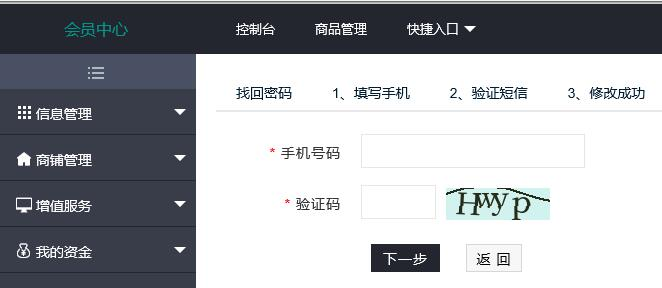 会员中心 控制台 商品管理 快捷入口
找回密码 1、填写手机 2、验证短信 3、修改成功
信息管理
商铺管理
增值服务
我的资金
* 手机号码
* 验证码 Hwyp
下一步 返 回